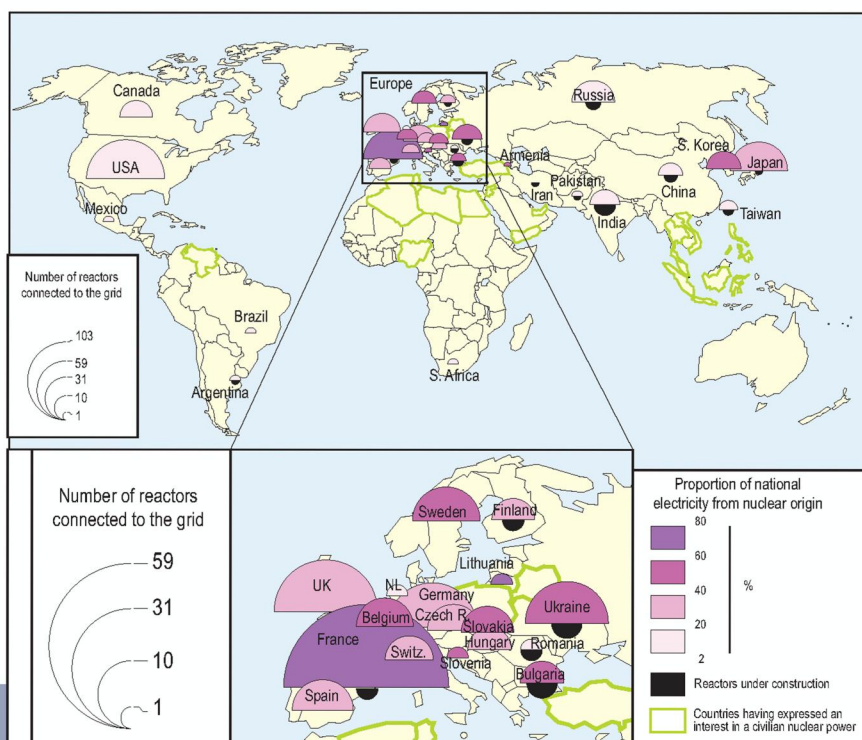 Canada
USA
Mexico
Brazil
Argentina
Europe
S. Africa
Russia
Armenia
Iran
Pakistan
India
China
S. Korea
Japan
Taiwan
Number of reactors
connected to the grid
103
59
31
10
1
Number of reactors
connected to the grid
59
31
10
1
Sweden
Finland
Lithuania
UK
NL
Germany
Belgium
Czech R.
France
Slovakia
Ukraine
Switz.
Hungary
Romania
Slovenia
Bulgaria
Spain
Proportion of national
electricity from nuclear origin
80
60
40
20
2
%
Reactors under construction
Countries having expressed an
interest in a civilian nuclear power